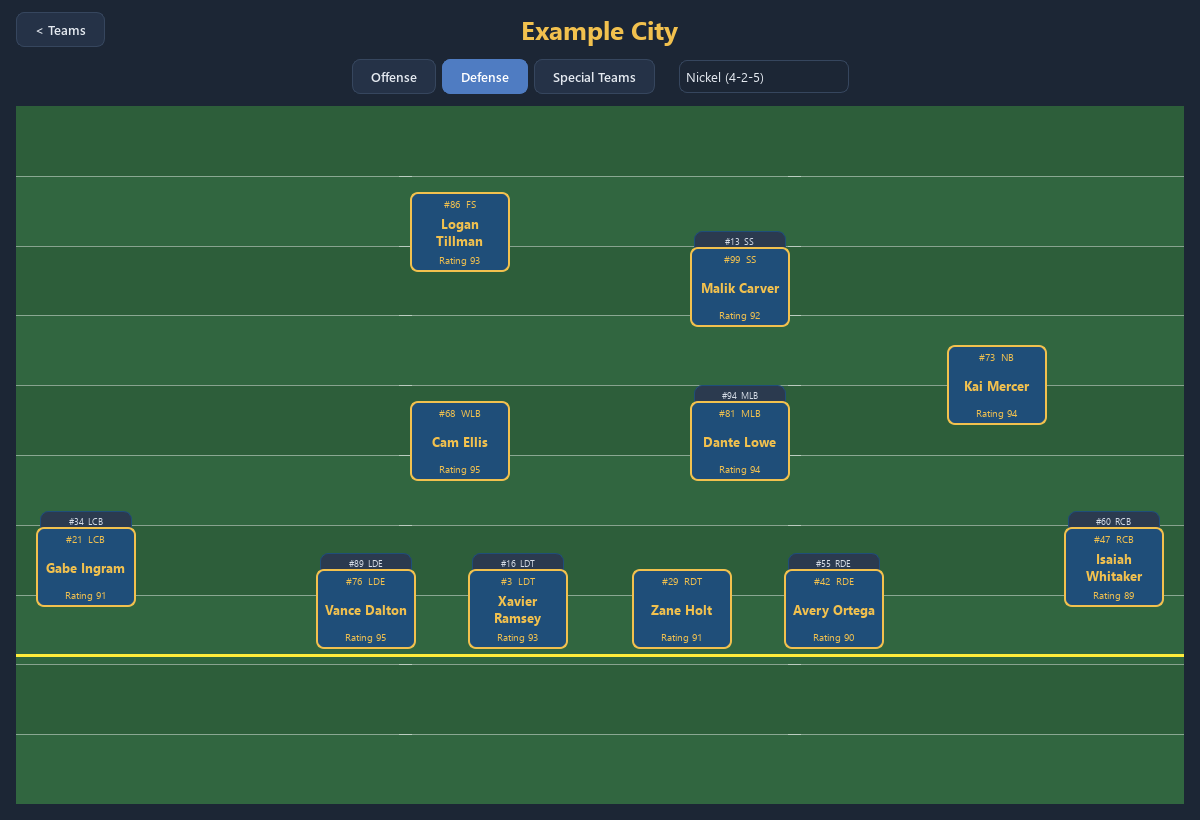 < Teams
Example City
Offense
Defense
Special Teams
Nickel (4-2-5)
#86 FS
Logan
Tillman
Rating 93
#13 SS
#99 SS
Malik Carver
Rating 92
#73 NB
Kai Mercer
Rating 94
#68 WLB
Cam Ellis
Rating 95
#94 MLB
#81 MLB
Dante Lowe
Rating 94
#34 LCB
#21 LCB
Gabe Ingram
Rating 91
#89 LDE
#76 LDE
Vance Dalton
Rating 95
#16 LDT
#3 LDT
Xavier
Ramsey
Rating 93
#29 RDT
Zane Holt
Rating 91
#55 RDE
#42 RDE
Avery Ortega
Rating 90
#60 RCB
#47 RCB
Isaiah
Whitaker
Rating 89